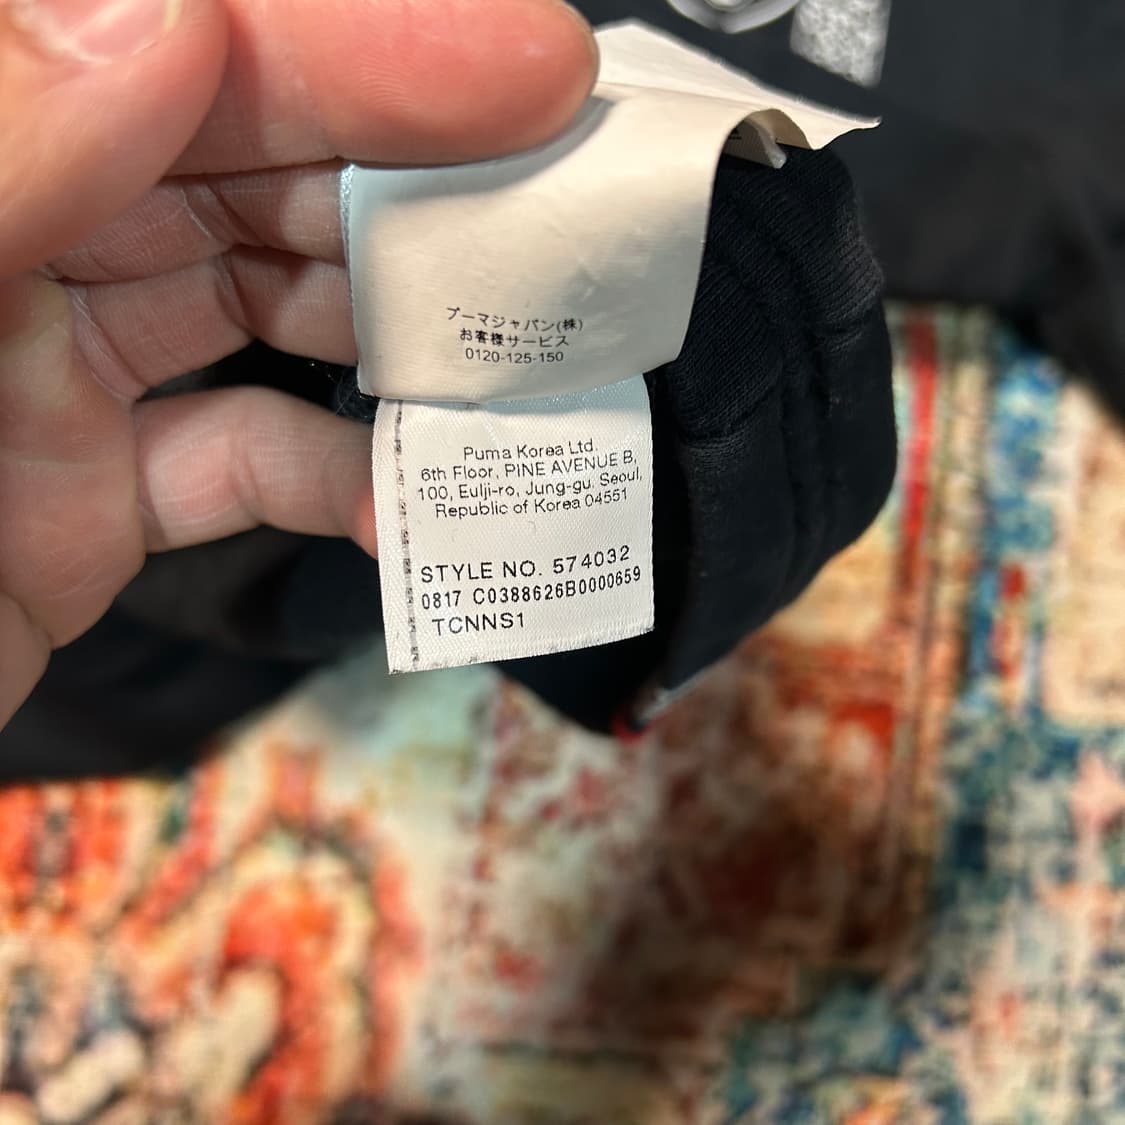 プーマジャパン(株)
お客様サービス
0120-125-150
Puma Korea Ltd.
6th Floor, PINE AVENUE B,
100, Eulji-ro, Jung-gu, Seoul,
Republic of Korea 04551
STYLE NO. 574032
0817 C0388626B0000659
TCNNS1